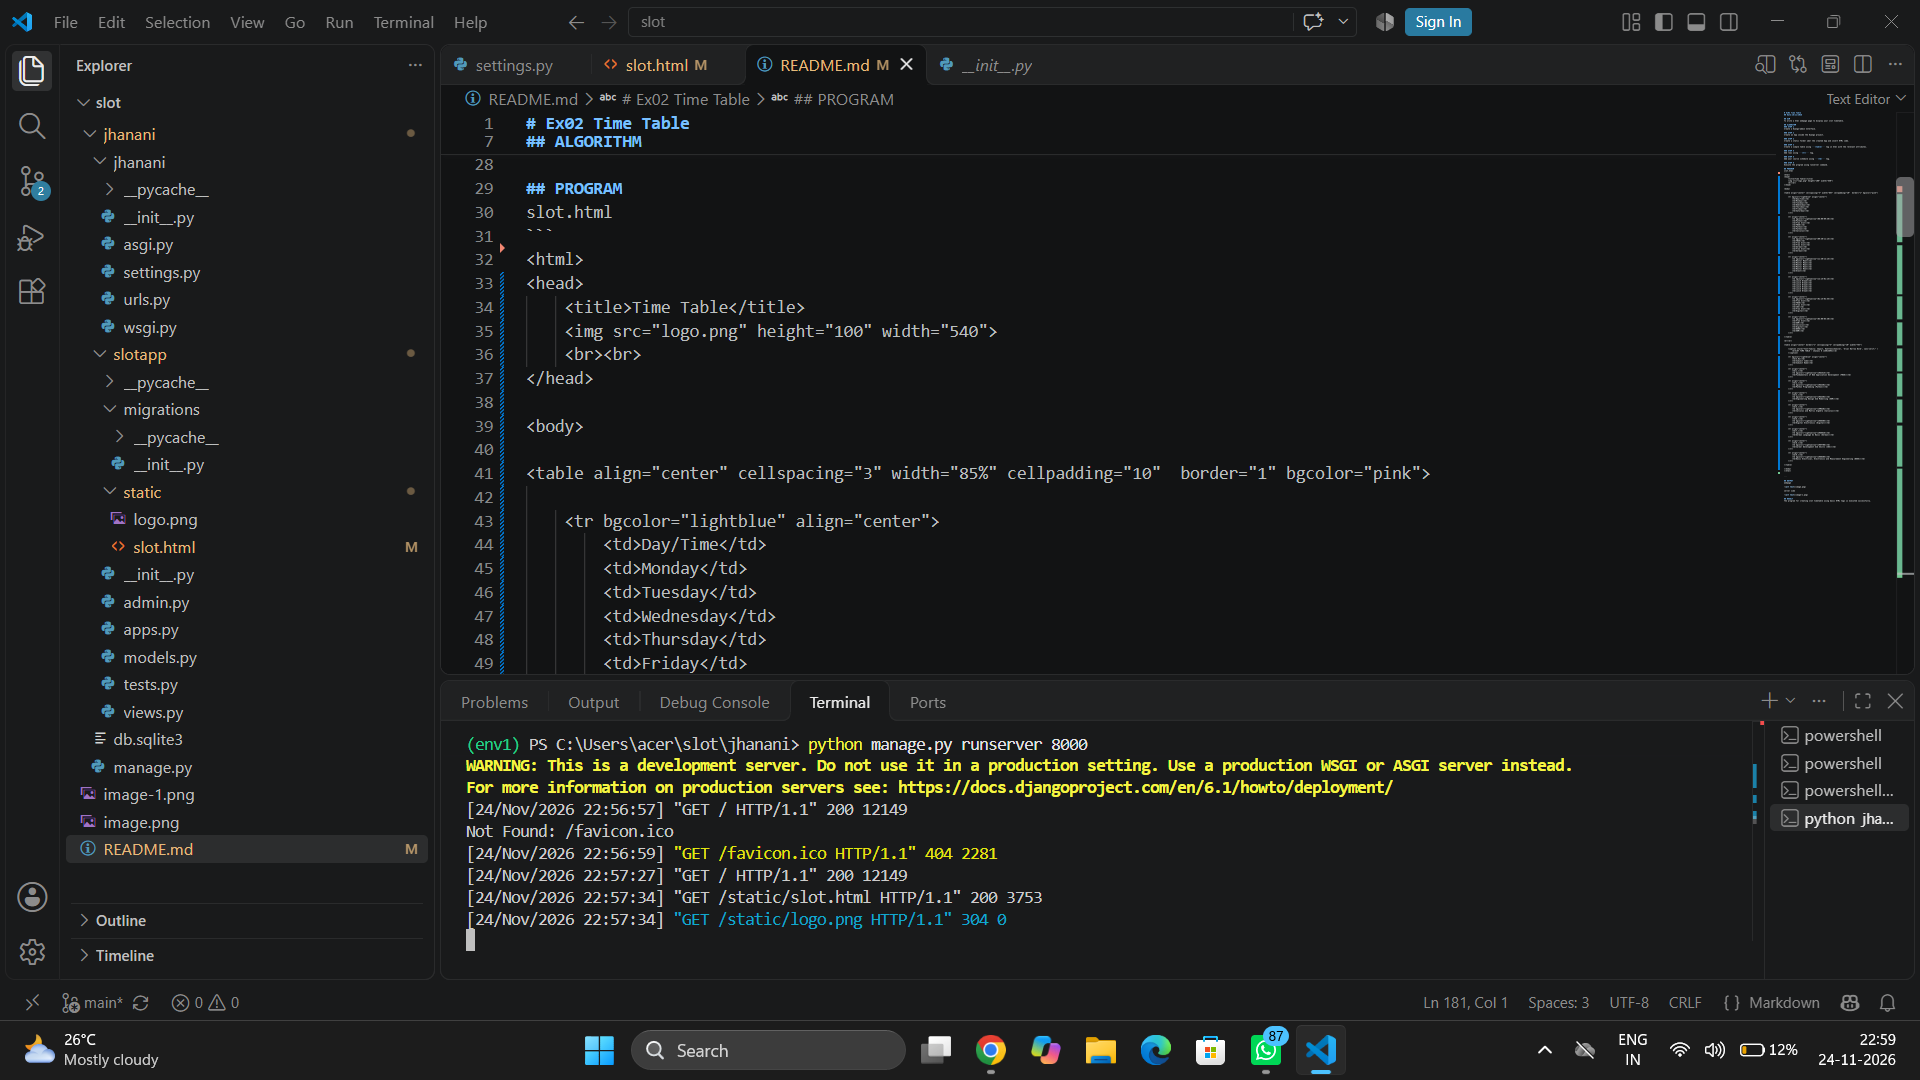 File Edit Selection View Go Run Terminal Help
slot
Sign In
Explorer
slot
jhanani
jhanani
__pycache__
__init__.py
asgi.py
settings.py
urls.py
wsgi.py
slotapp
__pycache__
migrations
__pycache__
__init__.py
static
logo.png
slot.html M
__init__.py
admin.py
apps.py
models.py
tests.py
views.py
db.sqlite3
manage.py
image-1.png
image.png
README.md M
Outline
Timeline
2
settings.py
slot.html M
README.md M
__init__.py
README.md > # Ex02 Time Table > ## PROGRAM
Text Editor
1 # Ex02 Time Table
7 ## ALGORITHM
28
29 ## PROGRAM
30 slot.html
31 ```
32 <html>
33 <head>
34 <title>Time Table</title>
35 <img src="logo.png" height="100" width="540">
36 <br><br>
37 </head>
38
39 <body>
40
41 <table align="center" cellspacing="3" width="85%" cellpadding="10"  border="1" bgcolor="pink">
42
43 <tr bgcolor="lightblue" align="center">
44 <td>Day/Time</td>
45 <td>Monday</td>
46 <td>Tuesday</td>
47 <td>Wednesday</td>
48 <td>Thursday</td>
49 <td>Friday</td>
Problems Output Debug Console Terminal Ports
(env1) PS C:\Users\acer\slot\jhanani> python manage.py runserver 8000
WARNING: This is a development server. Do not use it in a production setting. Use a production WSGI or ASGI server instead.
For more information on production servers see: https://docs.djangoproject.com/en/6.1/howto/deployment/
[24/Nov/2026 22:56:57] "GET / HTTP/1.1" 200 12149
Not Found: /favicon.ico
[24/Nov/2026 22:56:59] "GET /favicon.ico HTTP/1.1" 404 2281
[24/Nov/2026 22:57:27] "GET / HTTP/1.1" 200 12149
[24/Nov/2026 22:57:34] "GET /static/slot.html HTTP/1.1" 200 3753
[24/Nov/2026 22:57:34] "GET /static/logo.png HTTP/1.1" 304 0
powershell
powershell
powershell...
python jha...
main* 0 0
Ln 181, Col 1 Spaces: 3 UTF-8 CRLF { } Markdown
26°C
Mostly cloudy
Search
87
ENG
IN
12%
22:59
24-11-2026